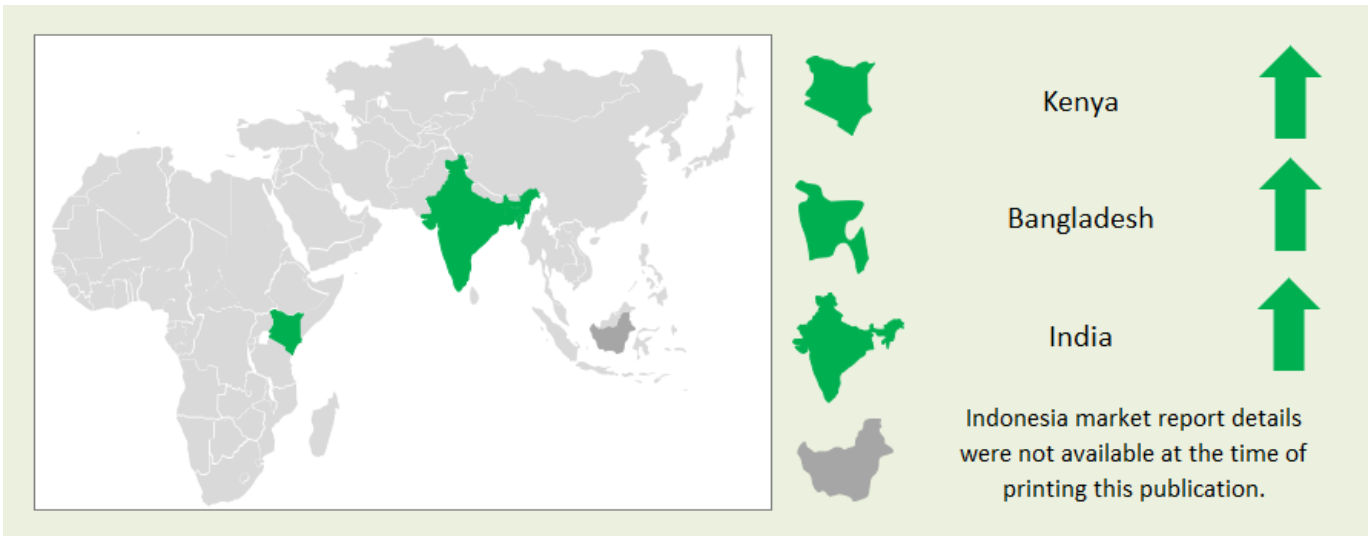 Kenya
Bangladesh
India
Indonesia market report details
were not available at the time of
printing this publication.